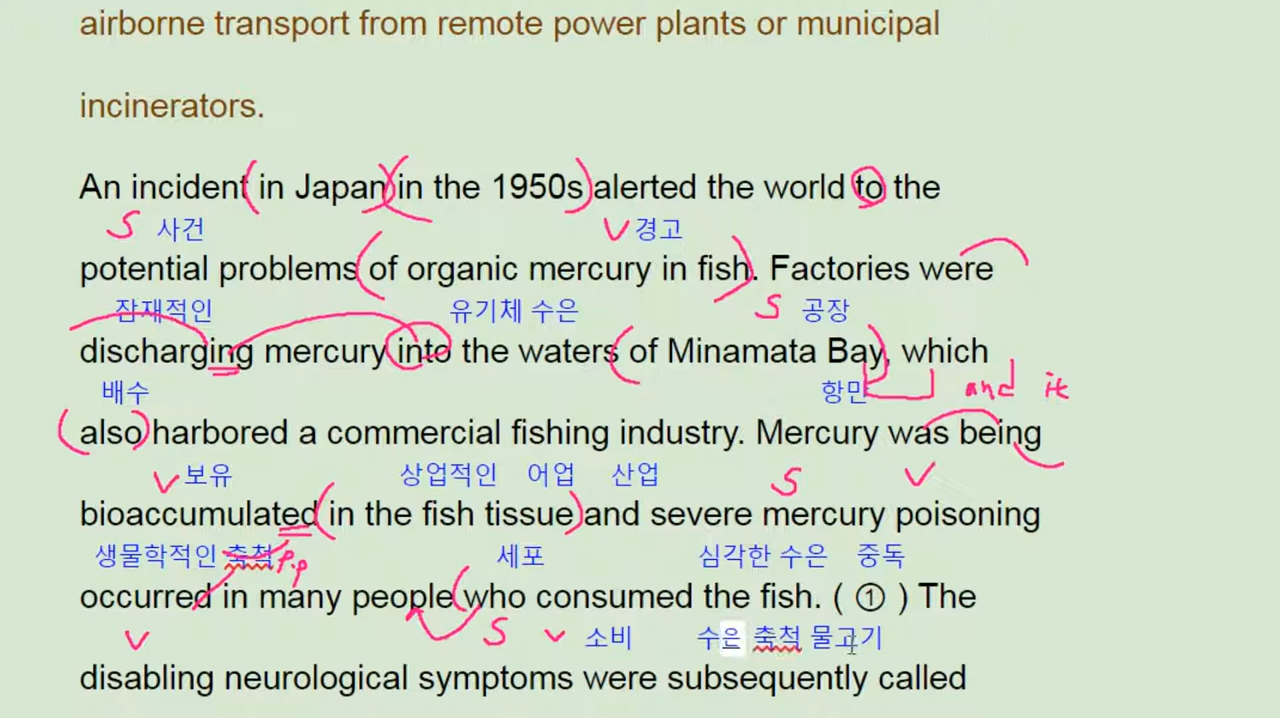 airborne transport from remote power plants or municipal
incinerators.
An incident in Japan in the 1950s alerted the world to the
S 사건 V 경고
potential problems of organic mercury in fish. Factories were
잠재적인 유기체 수은 S 공장
discharging mercury into the waters of Minamata Bay, which
배수 항만 and it
(also) harbored a commercial fishing industry. Mercury was being
V 보유 상업적인 어업 산업 S V
bioaccumulated (in the fish tissue) and severe mercury poisoning
생물학적인 축척 p.p 세포 심각한 수은 중독
occurred in many people (who consumed the fish. ( ① ) The
V S V 소비 수은 축척 물고기
disabling neurological symptoms were subsequently called